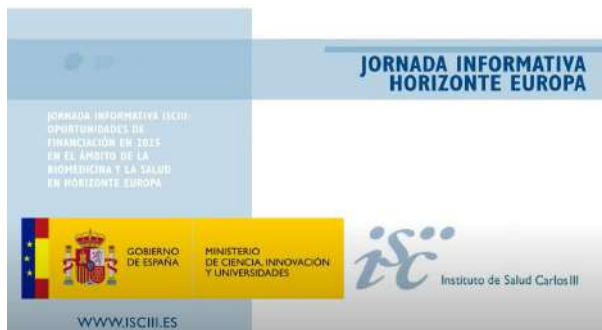 JORNADA INFORMATIVA
HORIZONTE EUROPA
JORNADA INFORMATIVA ISCIII:
OPORTUNIDADES DE
FINANCIACIÓN EN 2025
EN EL ÁMBITO DE LA
BIOMEDICINA Y LA SALUD
EN HORIZONTE EUROPA
GOBIERNO
DE ESPAÑA
MINISTERIO
DE CIENCIA, INNOVACIÓN
Y UNIVERSIDADES
isc
Instituto de Salud Carlos III
WWW.ISCIII.ES